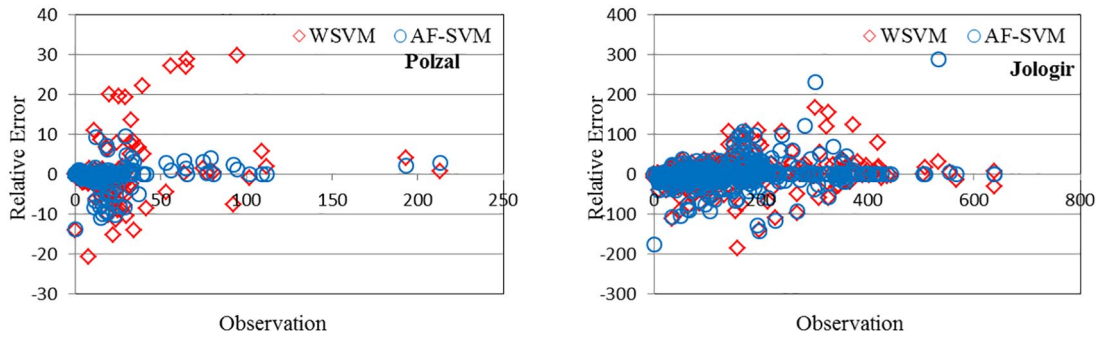 40
30
20
10
0
-10
-20
-30
Relative Error
WSVM AF-SVM
Polzal
0 50 100 150 200 250
Observation
400
300
200
100
0
-100
-200
-300
Relative Error
WSVM AF-SVM
Jologir
0 200 400 600 800
Observation